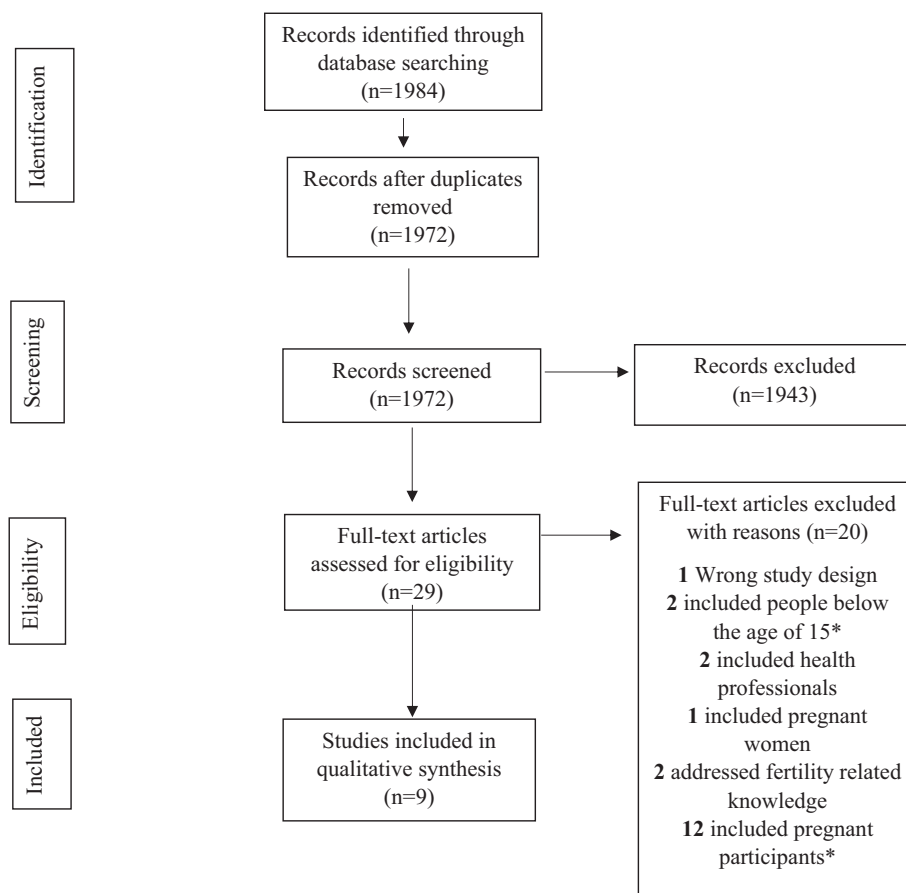 Identification
Records identified through
database searching
(n=1984)
Records after duplicates
removed
(n=1972)
Screening
Records screened
(n=1972)
Records excluded
(n=1943)
Eligibility
Full-text articles
assessed for eligibility
(n=29)
Full-text articles excluded
with reasons (n=20)
1 Wrong study design
2 included people below
the age of 15*
2 included health
professionals
1 included pregnant
women
2 addressed fertility related
knowledge
12 included pregnant
participants*
Included
Studies included in
qualitative synthesis
(n=9)